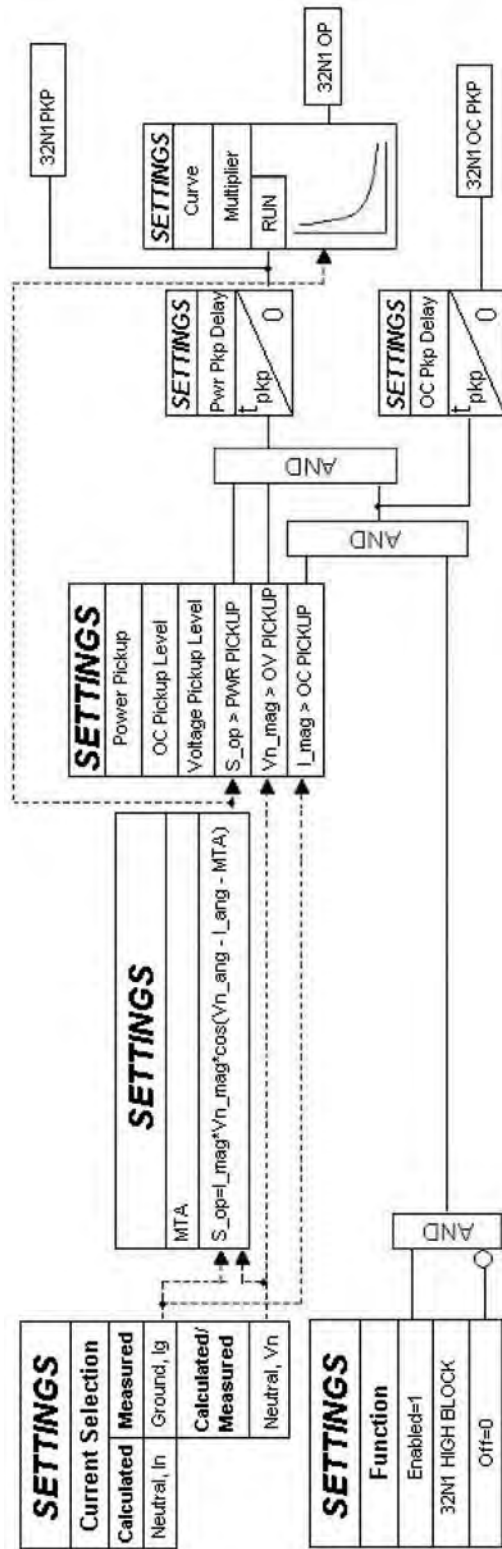 SETTINGS
Current Selection
Calculated
Measured
Neutral, In
Ground, Ig
Calculated/
Measured
Neutral, Vn
SETTINGS
Function
Enabled=1
32N1 HIGH BLOCK
Off=0
AND
SETTINGS
MTA
S_op=I_mag*Vn_mag*cos(Vn_ang - I_ang - MTA)
SETTINGS
Power Pickup
OC Pickup Level
Voltage Pickup Level
S_op > PWR PICKUP
Vn_mag > OV PICKUP
I_mag > OC PICKUP
AND
AND
SETTINGS
Pwr Pkp Delay
tpkp
0
SETTINGS
OC Pkp Delay
tpkp
0
SETTINGS
Curve
Multiplier
RUN
32N1 PKP
32N1 OP
32N1 OC PKP